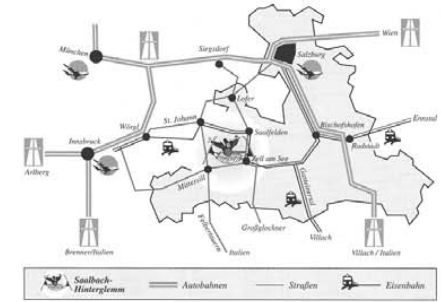 München
Siegsdorf
Wien
Salzburg
Lofer
Wörgl
St. Johann
Saalfelden
Bischofshofen
Ennstal
Radstadt
Innsbruck
Zell am See
Arlberg
Mittersill
Gasteinertal
Felbertauern
Großglockner
Villach
Brenner/Italien
Italien
Villach / Italien
Saalbach-
Hinterglemm
Autobahnen
Straßen
Eisenbahn